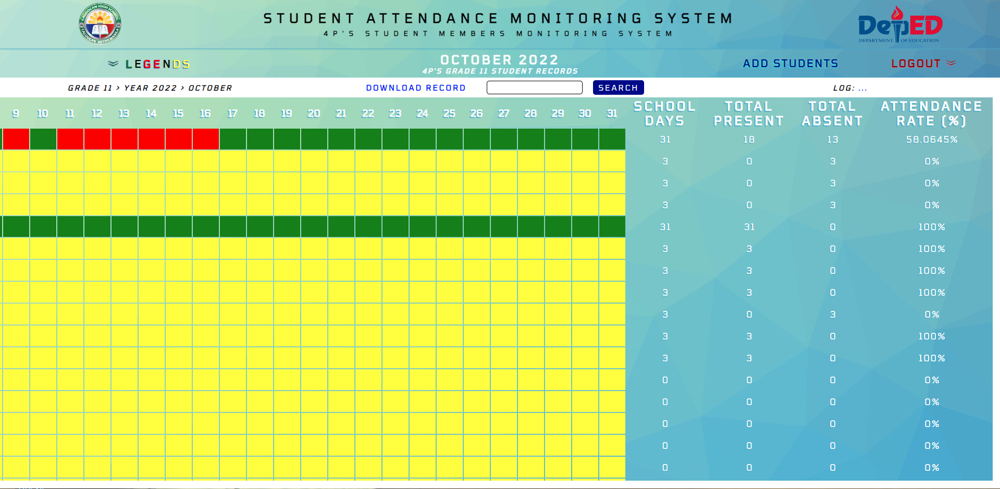 CALOOCAN HIGH SCHOOL
CALOOCAN, METRO MANILA
STUDENT ATTENDANCE MONITORING SYSTEM
4P'S STUDENT MEMBERS MONITORING SYSTEM
DepED
DEPARTMENT OF EDUCATION
LEGENDS
OCTOBER 2022
4P'S GRADE 11 STUDENT RECORDS
ADD STUDENTS
LOGOUT
GRADE 11 > YEAR 2022 > OCTOBER
DOWNLOAD RECORD
SEARCH
LOG: ...
9 10 11 12 13 14 15 16 17 18 19 20 21 22 23 24 25 26 27 28 29 30 31
SCHOOL DAYS
TOTAL PRESENT
TOTAL ABSENT
ATTENDANCE RATE (%)
31 18 13 58.0645%
3 0 3 0%
3 0 3 0%
3 0 3 0%
31 31 0 100%
3 3 0 100%
3 3 0 100%
3 3 0 100%
3 0 3 0%
3 3 0 100%
3 3 0 100%
0 0 0 0%
0 0 0 0%
0 0 0 0%
0 0 0 0%
0 0 0 0%